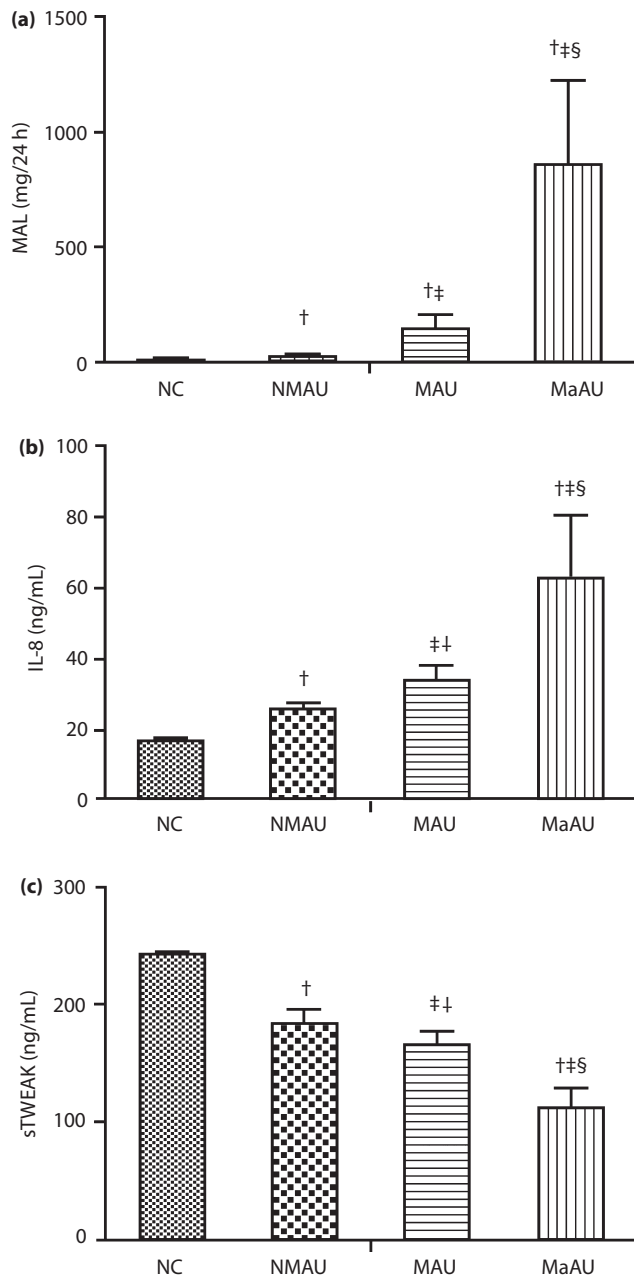 (a)
1500
1000
500
0
MAL (mg/24 h)
†
†‡
†‡§
NC NMAU MAU MaAU
(b)
100
80
60
40
20
0
IL-8 (ng/mL)
†
‡⸸
†‡§
NC NMAU MAU MaAU
(c)
300
200
100
0
sTWEAK (ng/mL)
†
‡⸸
†‡§
NC NMAU MAU MaAU